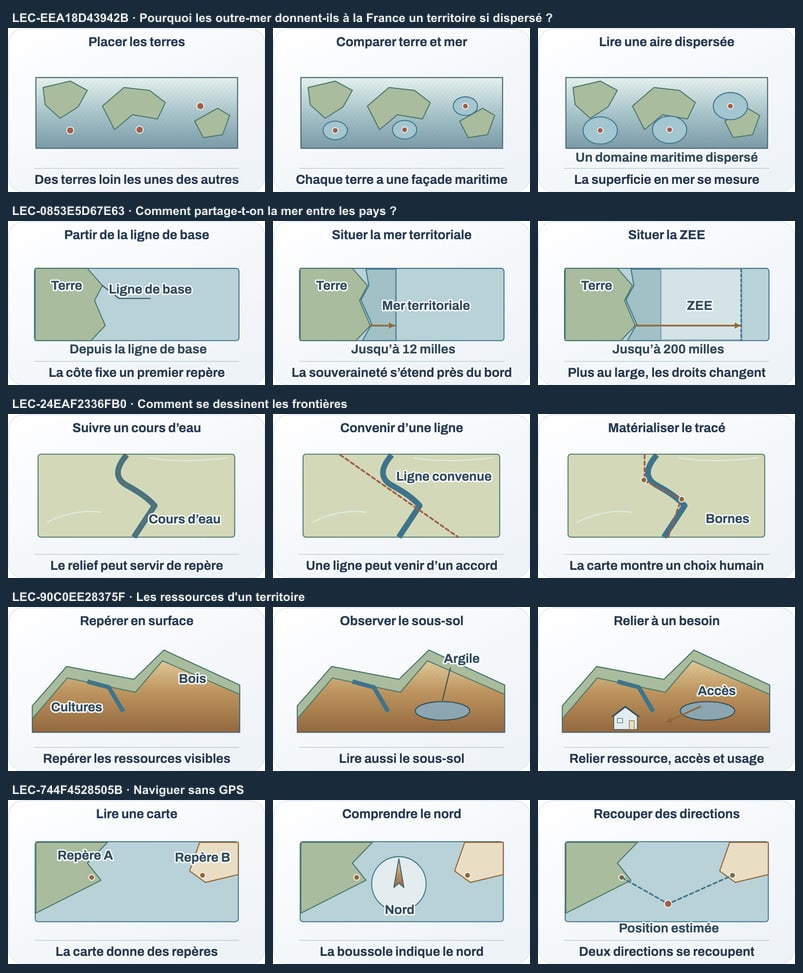 LEC-EEA18D43942B · Pourquoi les outre-mer donnent-ils à la France un territoire si dispersé ?
Placer les terres
Des terres loin les unes des autres
Comparer terre et mer
Chaque terre a une façade maritime
Lire une aire dispersée
Un domaine maritime dispersé
La superficie en mer se mesure
LEC-0853E5D67E63 · Comment partage-t-on la mer entre les pays ?
Partir de la ligne de base
Terre
Ligne de base
Depuis la ligne de base
La côte fixe un premier repère
Situer la mer territoriale
Mer territoriale
Jusqu’à 12 milles
La souveraineté s’étend près du bord
Situer la ZEE
Terre
ZEE
Jusqu’à 200 milles
Plus au large, les droits changent
LEC-24EAF2336FB0 · Comment se dessinent les frontières
Suivre un cours d’eau
Cours d’eau
Le relief peut servir de repère
Convenir d’une ligne
Ligne convenue
Une ligne peut venir d’un accord
Matérialiser le tracé
Bornes
La carte montre un choix humain
LEC-90C0EE28375F · Les ressources d'un territoire
Repérer en surface
Bois
Cultures
Repérer les ressources visibles
Observer le sous-sol
Argile
Lire aussi le sous-sol
Relier à un besoin
Accès
Relier ressource, accès et usage
LEC-744F4528505B · Naviguer sans GPS
Lire une carte
Repère A
Repère B
La carte donne des repères
Comprendre le nord
Nord
La boussole indique le nord
Recouper des directions
Position estimée
Deux directions se recoupent